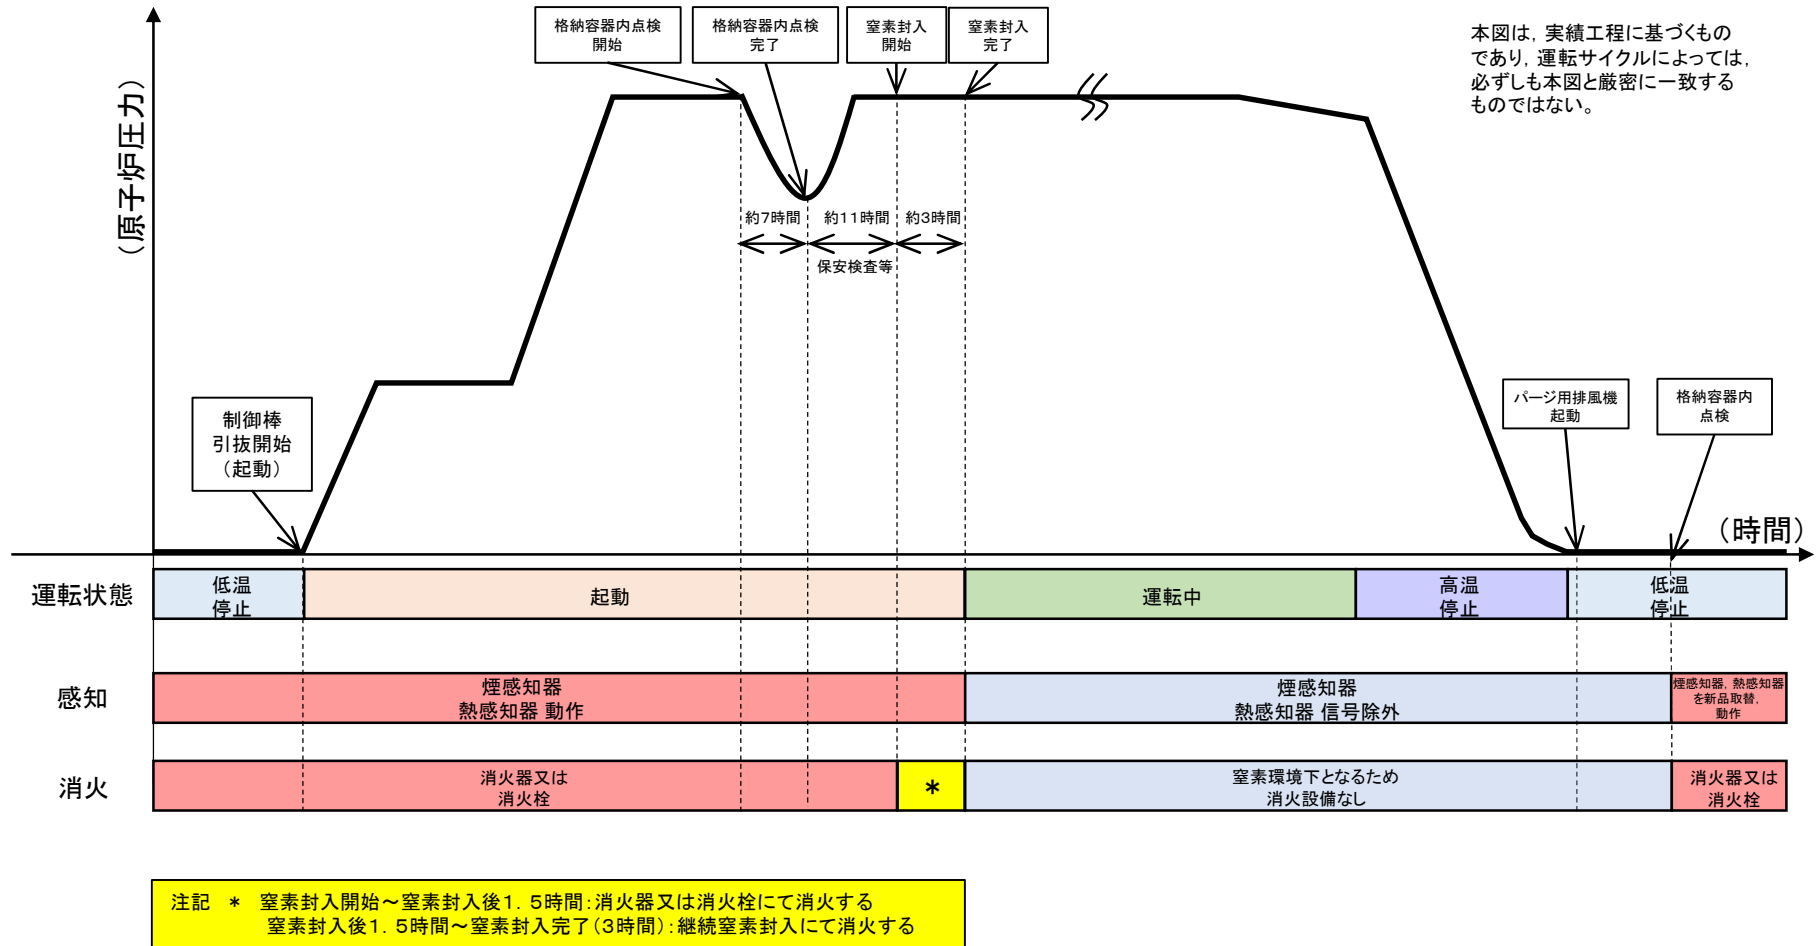 格納容器内点検
開始
格納容器内点検
完了
窒素封入
開始
窒素封入
完了
本図は，実績工程に基づくもの
であり，運転サイクルによっては，
必ずしも本図と厳密に一致する
ものではない。
（原子炉圧力）
約7時間
約11時間
約3時間
保安検査等
制御棒
引抜開始
（起動）
パージ用排風機
起動
格納容器内
点検
（時間）
運転状態
低温
停止
起動
運転中
高温
停止
低温
停止
感知
煙感知器
熱感知器 動作
煙感知器
熱感知器 信号除外
煙感知器，熱感知器
を新品取替，
動作
消火
消火器又は
消火栓
*
窒素環境下となるため
消火設備なし
消火器又は
消火栓
注記　*　窒素封入開始～窒素封入後1．5時間：消火器又は消火栓にて消火する
窒素封入後1．5時間～窒素封入完了（3時間）：継続窒素封入にて消火する